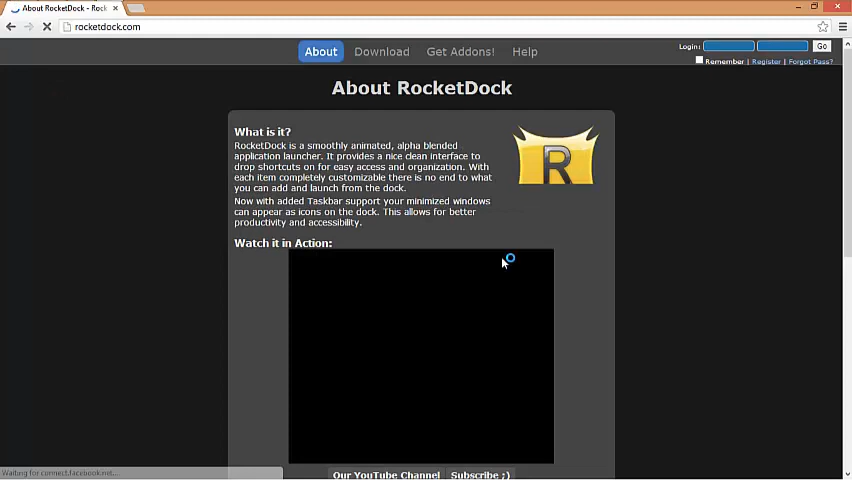 About RocketDock - Rock
rocketdock.com
About Download Get Addons! Help
Login: Go
Remember | Register | Forgot Pass?
About RocketDock
What is it?
RocketDock is a smoothly animated, alpha blended
application launcher. It provides a nice clean interface to
drop shortcuts on for easy access and organization. With
each item completely customizable there is no end to what
you can add and launch from the dock.
Now with added Taskbar support your minimized windows
can appear as icons on the dock. This allows for better
productivity and accessibility.
R
Watch it in Action:
Waiting for connect.facebook.net...
Our YouTube Channel Subscribe ;)